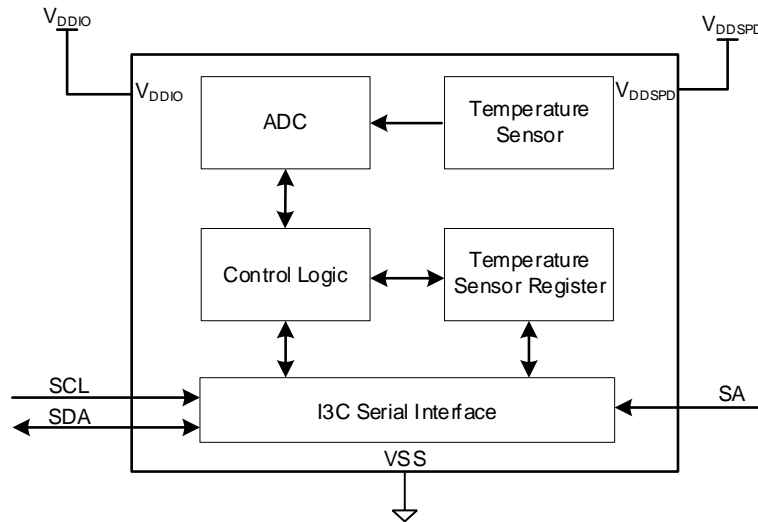 VDDIO
VDDSPD
VDDIO
VDDSPD
ADC
Temperature
Sensor
Control Logic
Temperature
Sensor Register
SCL
SDA
I3C Serial Interface
SA
VSS